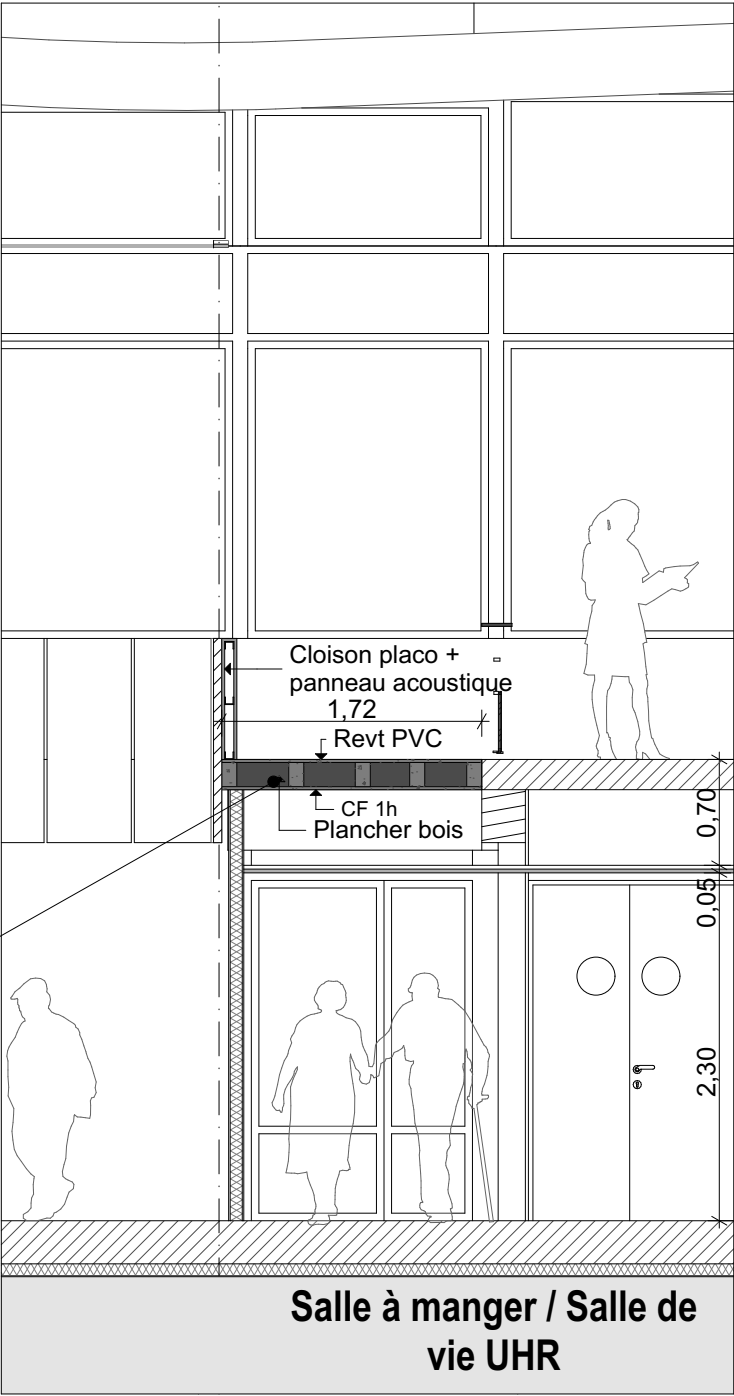 Cloison placo +
panneau acoustique
1,72
Revt PVC
CF 1h
Plancher bois
0,70
0,05
2,30
Salle à manger / Salle de
vie UHR